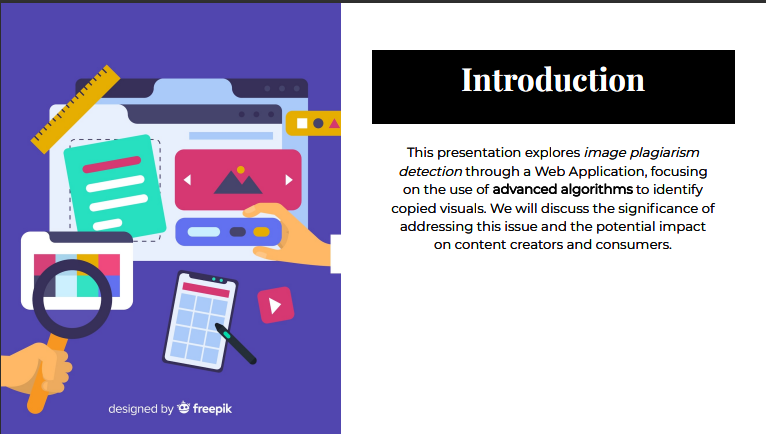 Introduction
This presentation explores image plagiarism
detection through a Web Application, focusing
on the use of advanced algorithms to identify
copied visuals. We will discuss the significance of
addressing this issue and the potential impact
on content creators and consumers.
designed by freepik